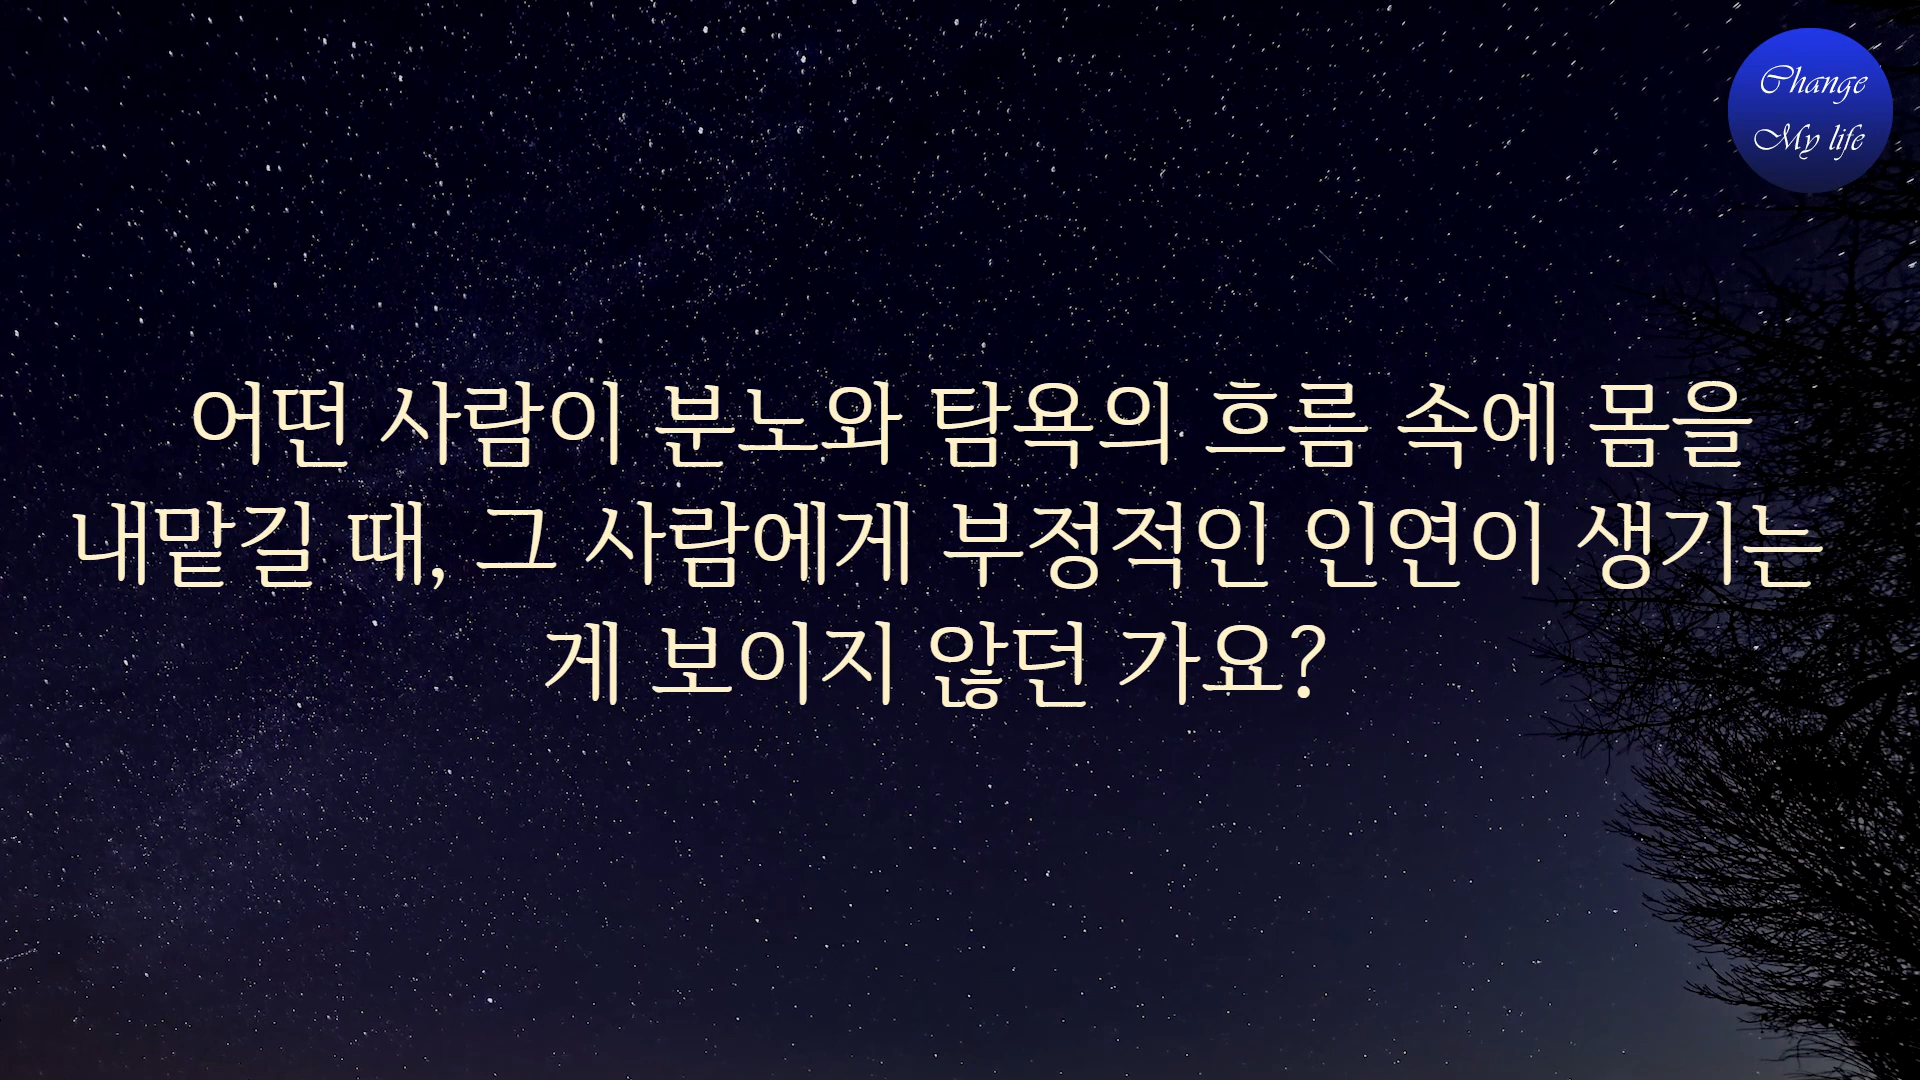 Change
My life
어떤 사람이 분노와 탐욕의 흐름 속에 몸을
내맡길 때, 그 사람에게 부정적인 인연이 생기는
게 보이지 않던 가요?